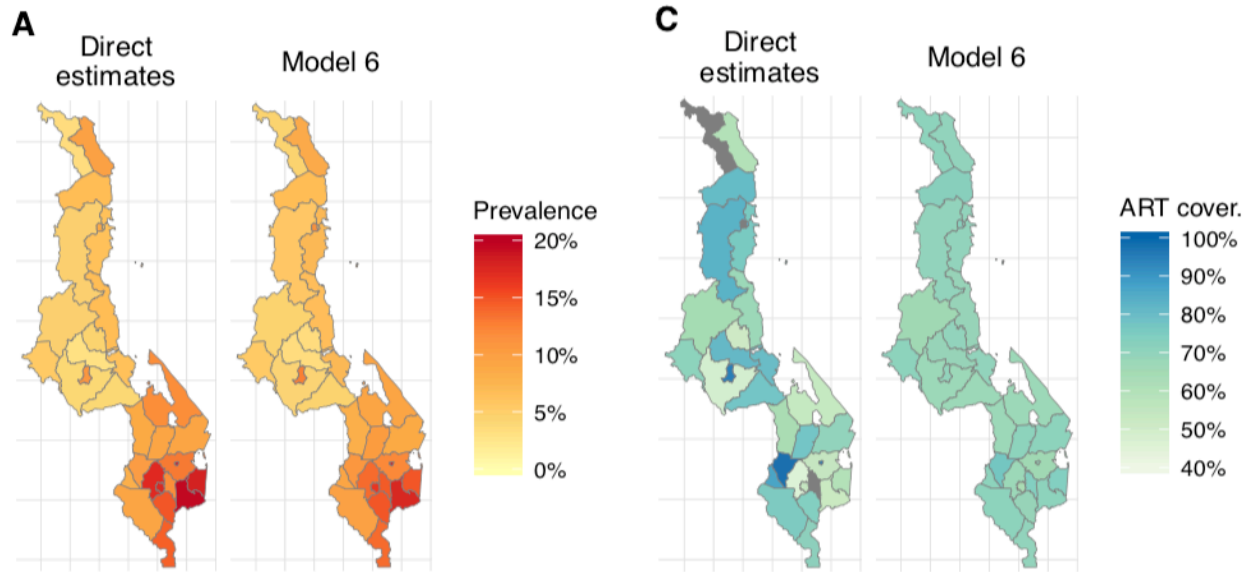 A
Direct
estimates
Model 6
Prevalence
20%
15%
10%
5%
0%
C
Direct
estimates
Model 6
ART cover.
100%
90%
80%
70%
60%
50%
40%